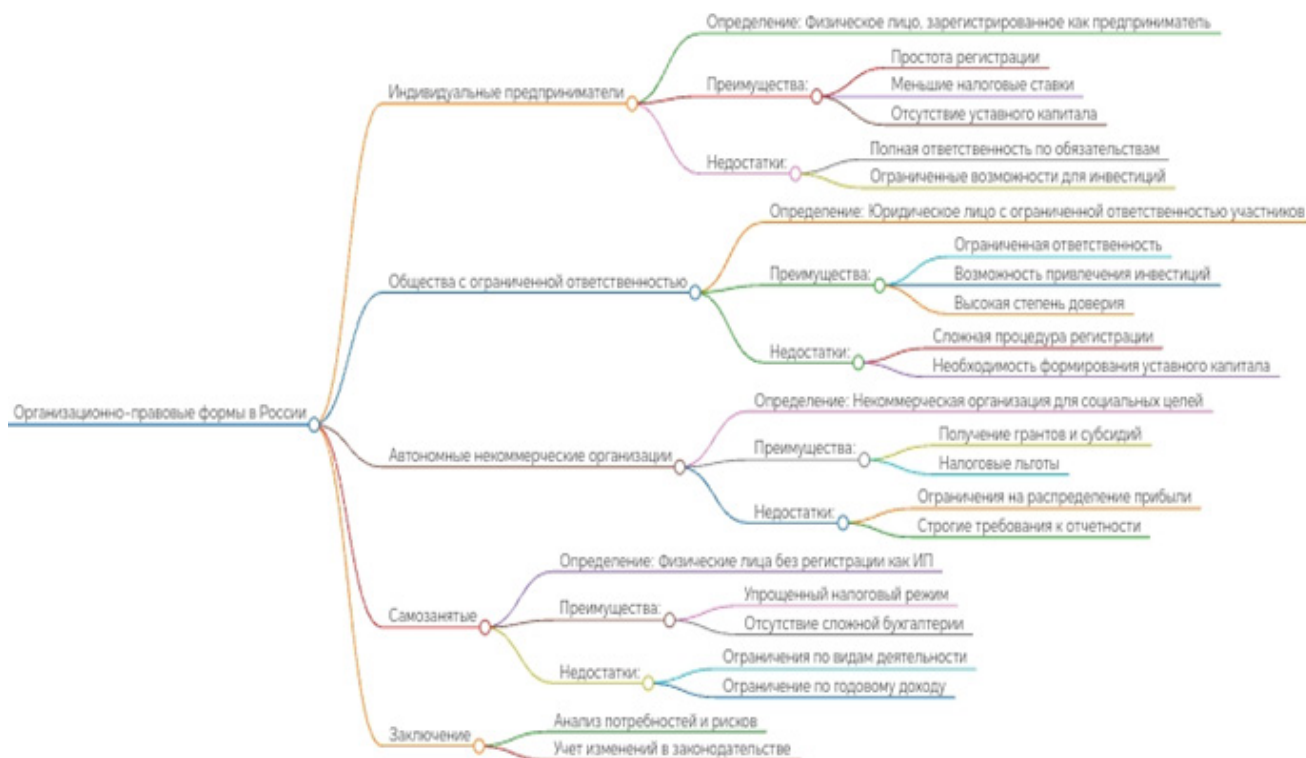 Организационно-правовые формы в России
Индивидуальные предприниматели
Определение: Физическое лицо, зарегистрированное как предприниматель
Преимущества:
Простота регистрации
Меньшие налоговые ставки
Отсутствие уставного капитала
Недостатки:
Полная ответственность по обязательствам
Ограниченные возможности для инвестиций
Общества с ограниченной ответственностью
Определение: Юридическое лицо с ограниченной ответственностью участников
Преимущества:
Ограниченная ответственность
Возможность привлечения инвестиций
Высокая степень доверия
Недостатки:
Сложная процедура регистрации
Необходимость формирования уставного капитала
Автономные некоммерческие организации
Определение: Некоммерческая организация для социальных целей
Преимущества:
Получение грантов и субсидий
Налоговые льготы
Недостатки:
Ограничения на распределение прибыли
Строгие требования к отчетности
Самозанятые
Определение: Физические лица без регистрации как ИП
Преимущества:
Упрощенный налоговый режим
Отсутствие сложной бухгалтерии
Недостатки:
Ограничения по видам деятельности
Ограничение по годовому доходу
Заключение
Анализ потребностей и рисков
Учет изменений в законодательстве